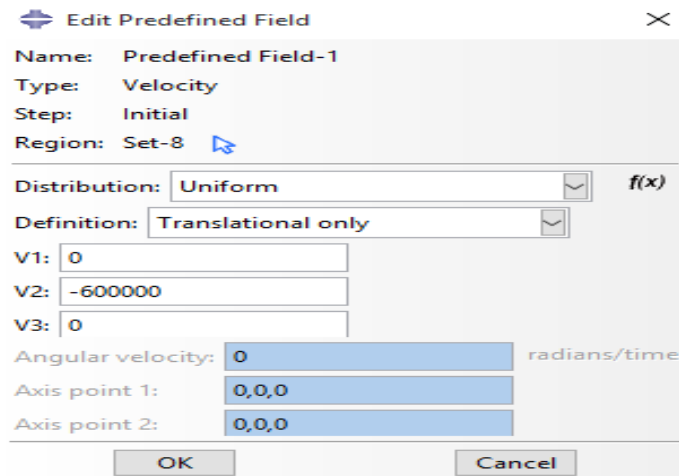 Edit Predefined Field
Name: Predefined Field-1
Type: Velocity
Step: Initial
Region: Set-8
Distribution: Uniform f(x)
Definition: Translational only
V1: 0
V2: -600000
V3: 0
Angular velocity: 0 radians/time
Axis point 1: 0,0,0
Axis point 2: 0,0,0
OK Cancel